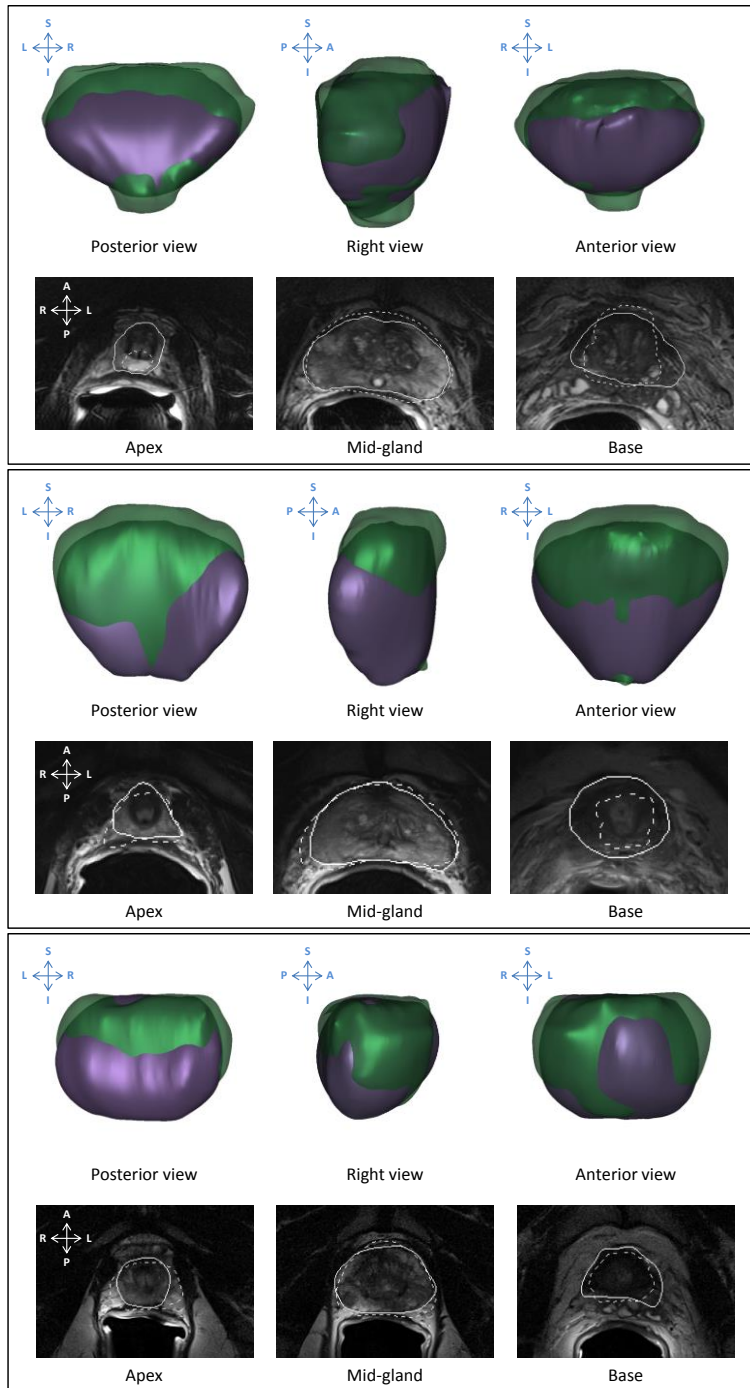 S S S
L R P A R L
I I I
Posterior view Right view Anterior view
A
R L
P
Apex Mid-gland Base
S S S
L R P A R L
I I I
Posterior view Right view Anterior view
A
R L
P
Apex Mid-gland Base
S S S
L R P A R L
I I I
Posterior view Right view Anterior view
A
R L
P
Apex Mid-gland Base